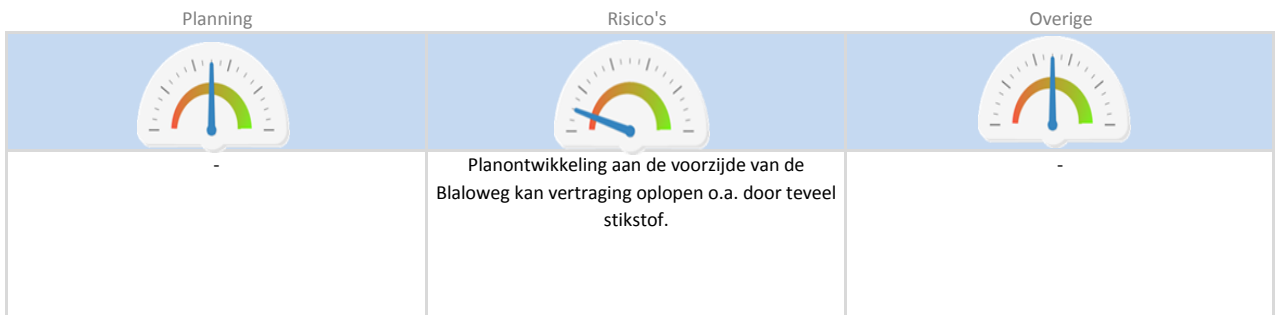 Planning
Risico's
Overige
-
Planontwikkeling aan de voorzijde van de
Blaloweg kan vertraging oplopen o.a. door teveel
stikstof.
-